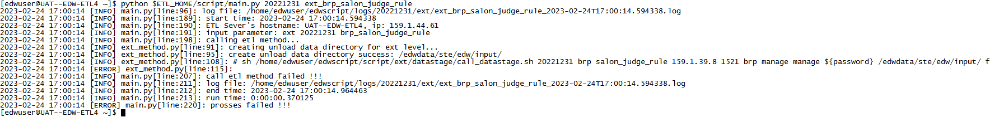 [edwuser@UAT--EDW-ETL4 ~]$ python $ETL_HOME/script/main.py 20221231 ext_brp_salon_judge_rule
2023-02-24 17:00:14 [INFO] main.py[line:96]: log file: /home/edwuser/edwscript/logs/20221231/ext/ext_brp_salon_judge_rule_2023-02-24T17:00:14.594338.log
2023-02-24 17:00:14 [INFO] main.py[line:189]: start time: 2023-02-24 17:00:14.594338
2023-02-24 17:00:14 [INFO] main.py[line:190]: ETL Sever's hostname: UAT--EDW-ETL4, ip: 159.1.44.61
2023-02-24 17:00:14 [INFO] main.py[line:191]: input parameter: ext 20221231 brp_salon_judge_rule
2023-02-24 17:00:14 [INFO] main.py[line:198]: calling etl method...
2023-02-24 17:00:14 [INFO] ext_method.py[line:91]: creating unload data directory for ext level...
2023-02-24 17:00:14 [INFO] ext_method.py[line:95]: create unload data directory success: /edwdata/ste/edw/input/
2023-02-24 17:00:14 [INFO] ext_method.py[line:108]: # sh /home/edwuser/edwscript/script/ext/datastage/call_datastage.sh 20221231 brp salon_judge_rule 159.1.39.8 1521 brp manage manage ${password} /edwdata/ste/edw/input/ f
2023-02-24 17:00:14 [ERROR] ext_method.py[line:115]:
2023-02-24 17:00:14 [INFO] main.py[line:207]: call etl method failed !!!
2023-02-24 17:00:14 [INFO] main.py[line:211]: log file: /home/edwuser/edwscript/logs/20221231/ext/ext_brp_salon_judge_rule_2023-02-24T17:00:14.594338.log
2023-02-24 17:00:14 [INFO] main.py[line:212]: end time: 2023-02-24 17:00:14.964463
2023-02-24 17:00:14 [INFO] main.py[line:213]: run time: 0:00:00.370125
2023-02-24 17:00:14 [ERROR] main.py[line:220]: prosses failed !!!
[edwuser@UAT--EDW-ETL4 ~]$